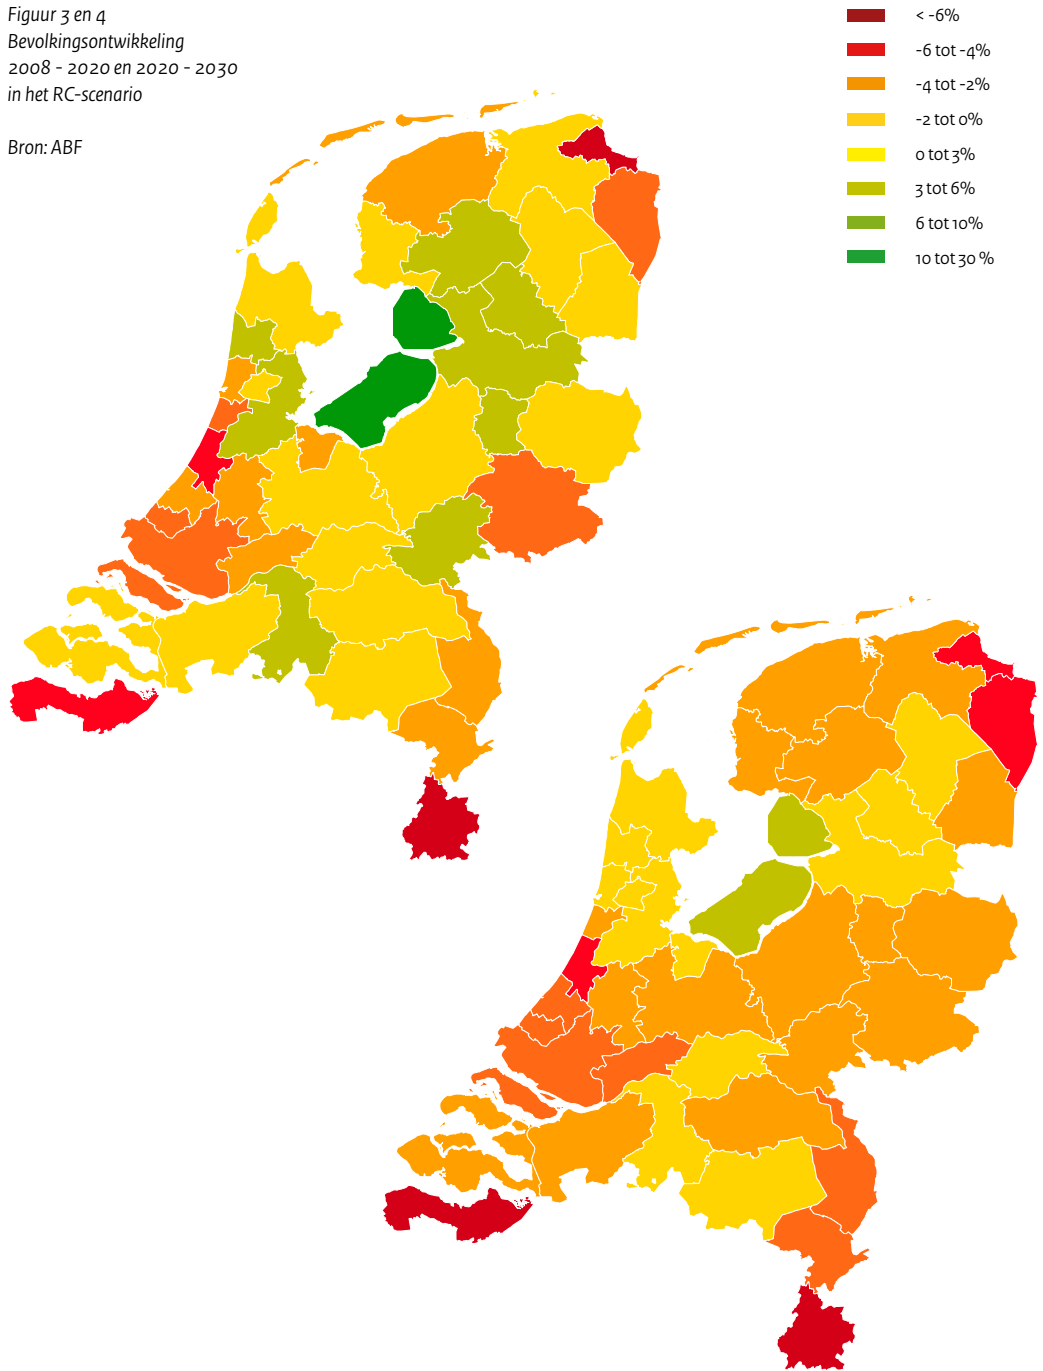 Figuur 3 en 4
Bevolkingsontwikkeling
2008 - 2020 en 2020 - 2030
in het RC-scenario
Bron: ABF
< -6%
-6 tot -4%
-4 tot -2%
-2 tot 0%
0 tot 3%
3 tot 6%
6 tot 10%
10 tot 30 %